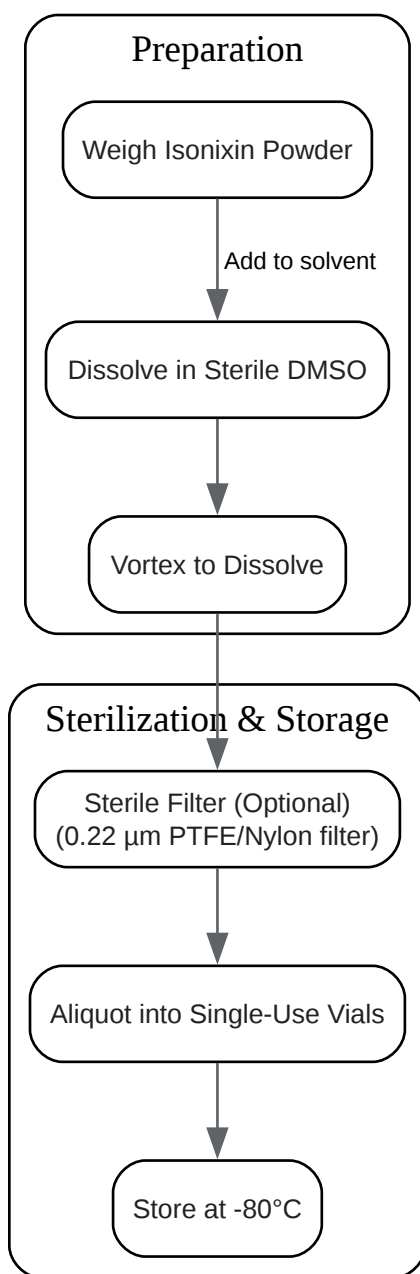 Preparation
Weigh Isonixin Powder
Add to solvent
Dissolve in Sterile DMSO
Vortex to Dissolve
Sterilization & Storage
Sterile Filter (Optional)
(0.22 µm PTFE/Nylon filter)
Aliquot into Single-Use Vials
Store at -80°C